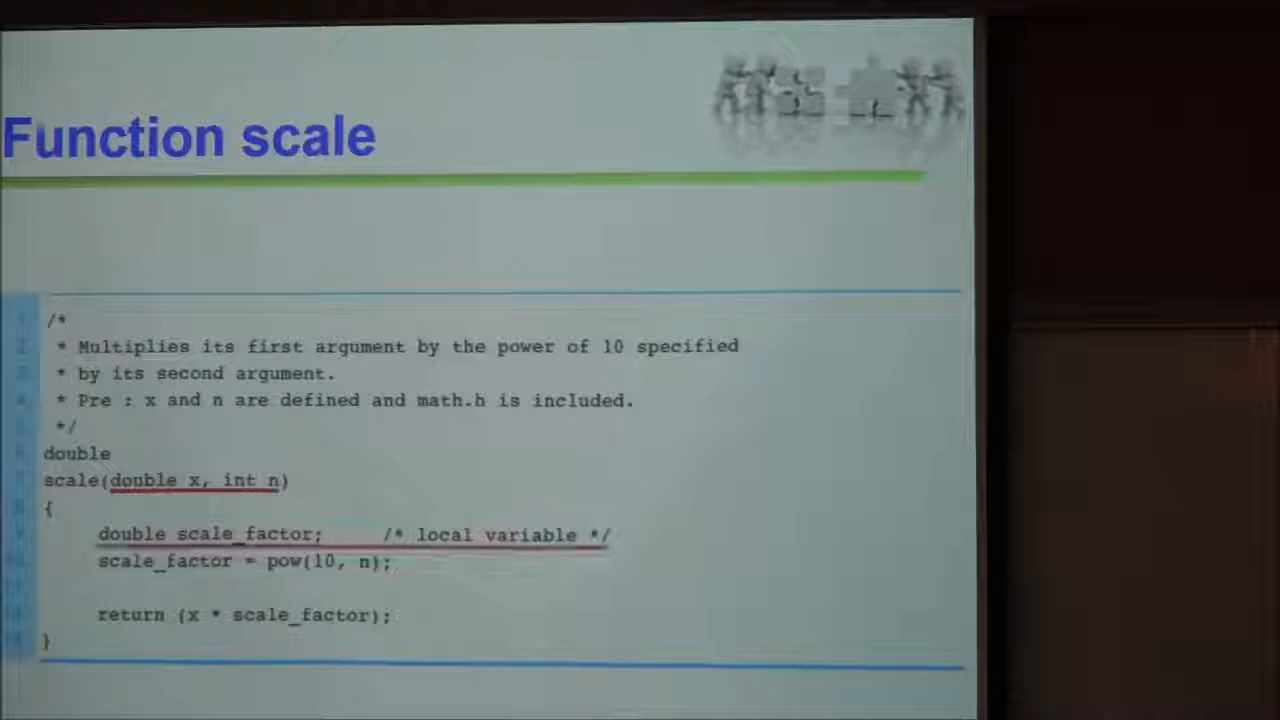 Function scale
/*
* Multiplies its first argument by the power of 10 specified
* by its second argument.
* Pre : x and n are defined and math.h is included.
*/
double
scale(double x, int n)
{
double scale_factor; /* local variable */
scale_factor = pow(10, n);
return (x * scale_factor);
}